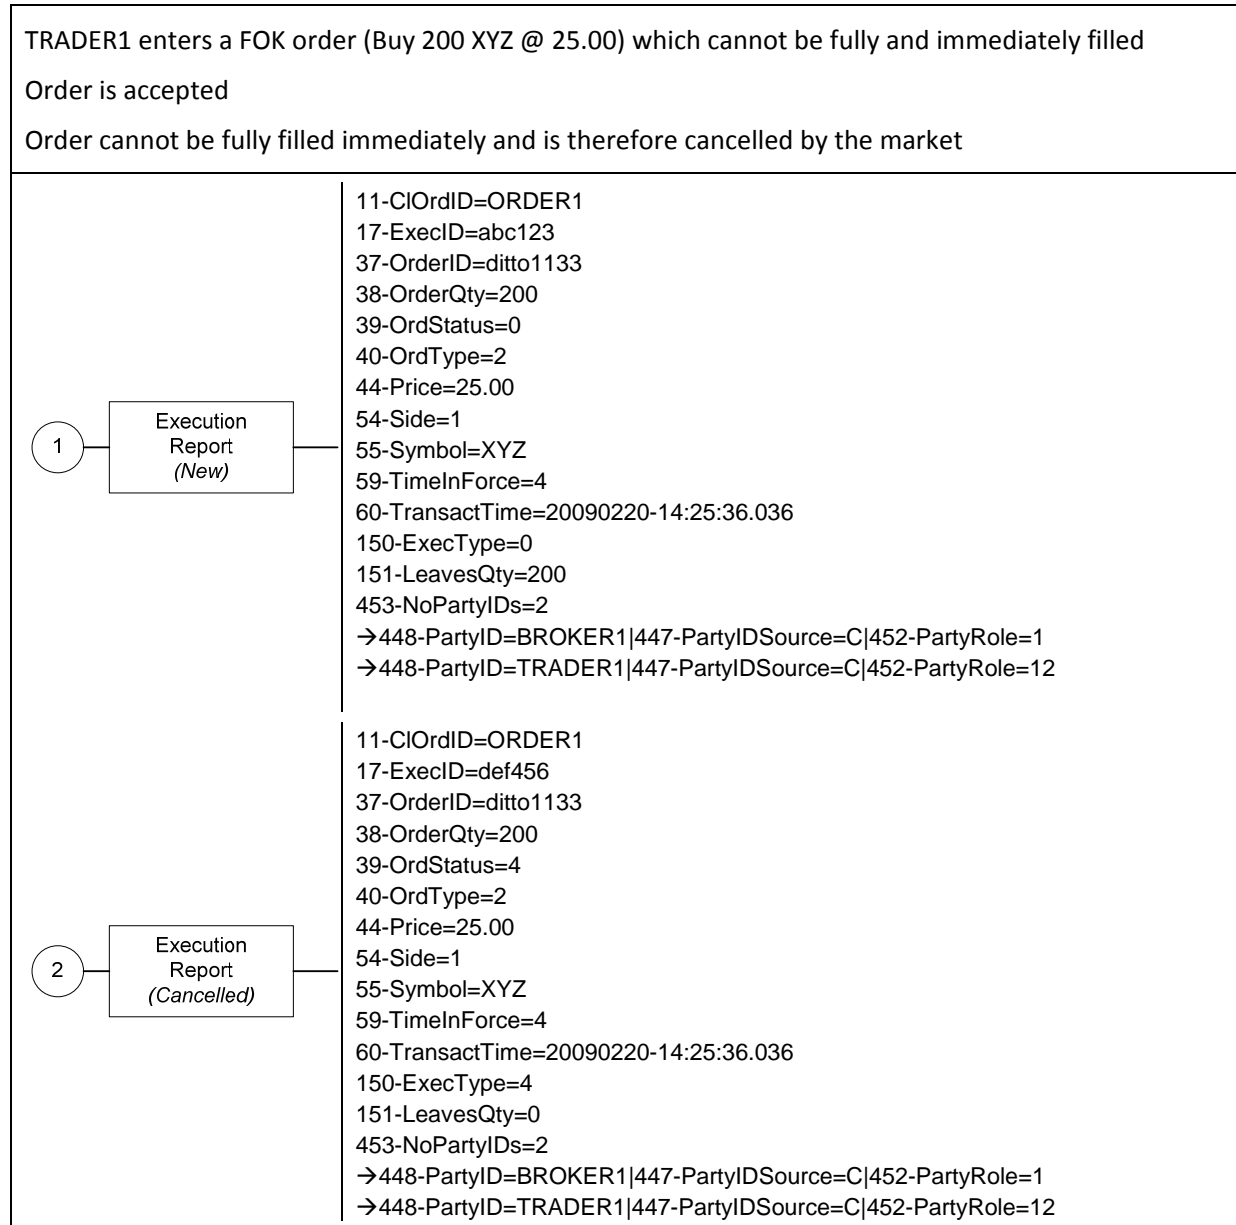 TRADER1 enters a FOK order (Buy 200 XYZ @ 25.00) which cannot be fully and immediately filled
Order is accepted
Order cannot be fully filled immediately and is therefore cancelled by the market
1
Execution
Report
(New)
11-ClOrdID=ORDER1
17-ExecID=abc123
37-OrderID=ditto1133
38-OrderQty=200
39-OrdStatus=0
40-OrdType=2
44-Price=25.00
54-Side=1
55-Symbol=XYZ
59-TimeInForce=4
60-TransactTime=20090220-14:25:36.036
150-ExecType=0
151-LeavesQty=200
453-NoPartyIDs=2
→448-PartyID=BROKER1|447-PartyIDSource=C|452-PartyRole=1
→448-PartyID=TRADER1|447-PartyIDSource=C|452-PartyRole=12
2
Execution
Report
(Cancelled)
11-ClOrdID=ORDER1
17-ExecID=def456
37-OrderID=ditto1133
38-OrderQty=200
39-OrdStatus=4
40-OrdType=2
44-Price=25.00
54-Side=1
55-Symbol=XYZ
59-TimeInForce=4
60-TransactTime=20090220-14:25:36.036
150-ExecType=4
151-LeavesQty=0
453-NoPartyIDs=2
→448-PartyID=BROKER1|447-PartyIDSource=C|452-PartyRole=1
→448-PartyID=TRADER1|447-PartyIDSource=C|452-PartyRole=12